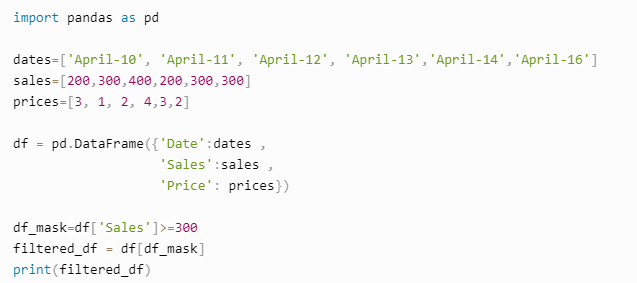 import pandas as pd
dates=['April-10', 'April-11', 'April-12', 'April-13','April-14','April-16']
sales=[200,300,400,200,300,300]
prices=[3, 1, 2, 4,3,2]
df = pd.DataFrame({'Date':dates ,
'Sales':sales ,
'Price': prices})
df_mask=df['Sales']>=300
filtered_df = df[df_mask]
print(filtered_df)